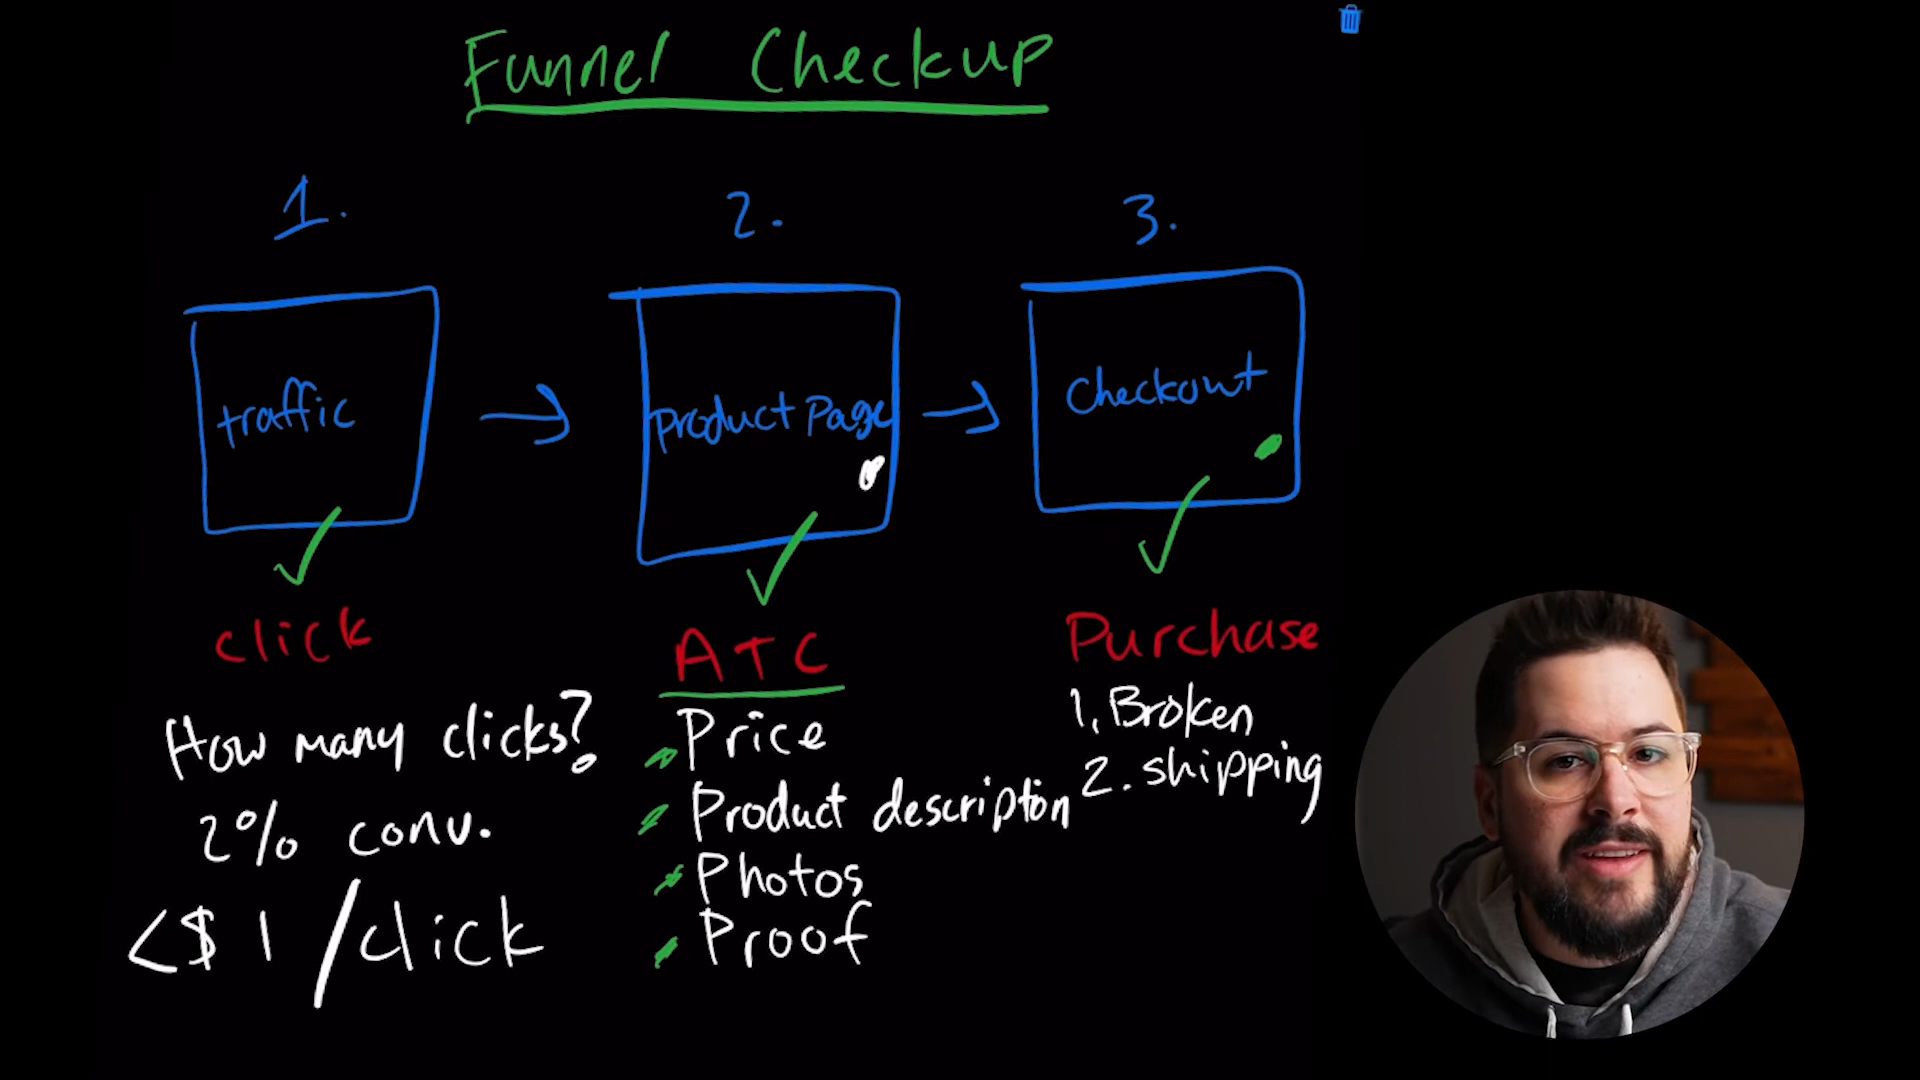 Funnel Checkup
1.
traffic
click
How many clicks?
2% conv.
<$1/click
2.
Product Page
ATC
Price
Product description
Photos
Proof
3.
Checkout
Purchase
1. Broken
2. shipping